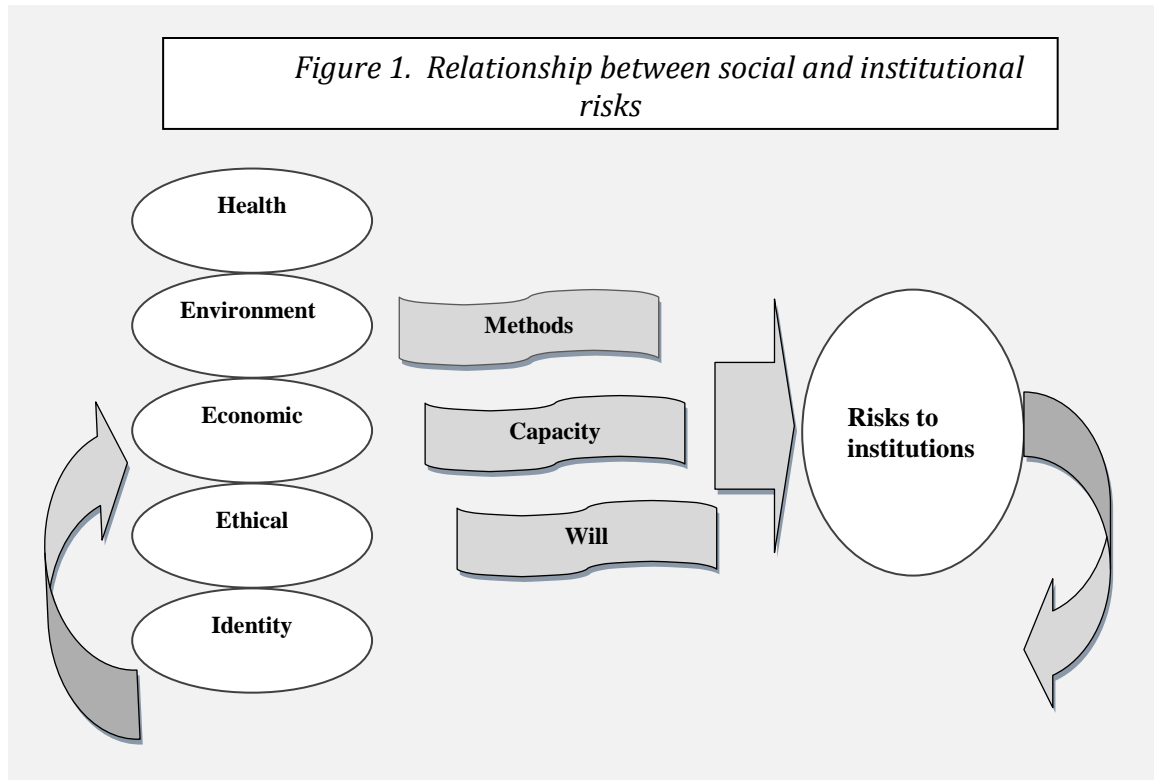 Figure 1. Relationship between social and institutional
risks
Health
Environment
Methods
Economic
Capacity
Risks to
institutions
Ethical
Will
Identity